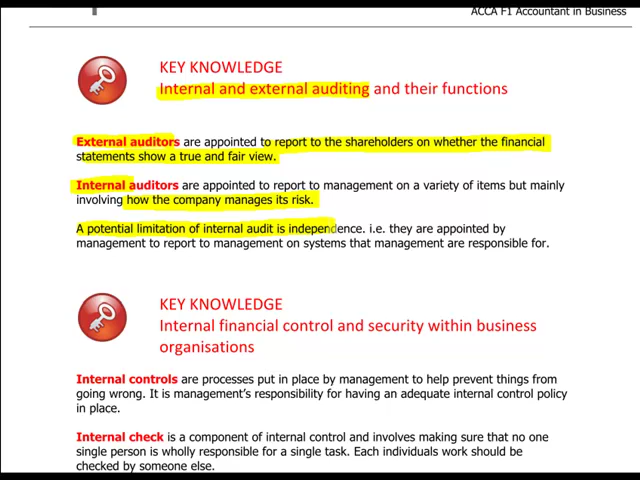 ACCA F1 Accountant in Business
KEY KNOWLEDGE
Internal and external auditing and their functions
External auditors are appointed to report to the shareholders on whether the financial
statements show a true and fair view.
Internal auditors are appointed to report to management on a variety of items but mainly
involving how the company manages its risk.
A potential limitation of internal audit is independence. i.e. they are appointed by
management to report to management on systems that management are responsible for.
KEY KNOWLEDGE
Internal financial control and security within business
organisations
Internal controls are processes put in place by management to help prevent things from
going wrong. It is management's responsibility for having an adequate internal control policy
in place.
Internal check is a component of internal control and involves making sure that no one
single person is wholly responsible for a single task. Each individuals work should be
checked by someone else.